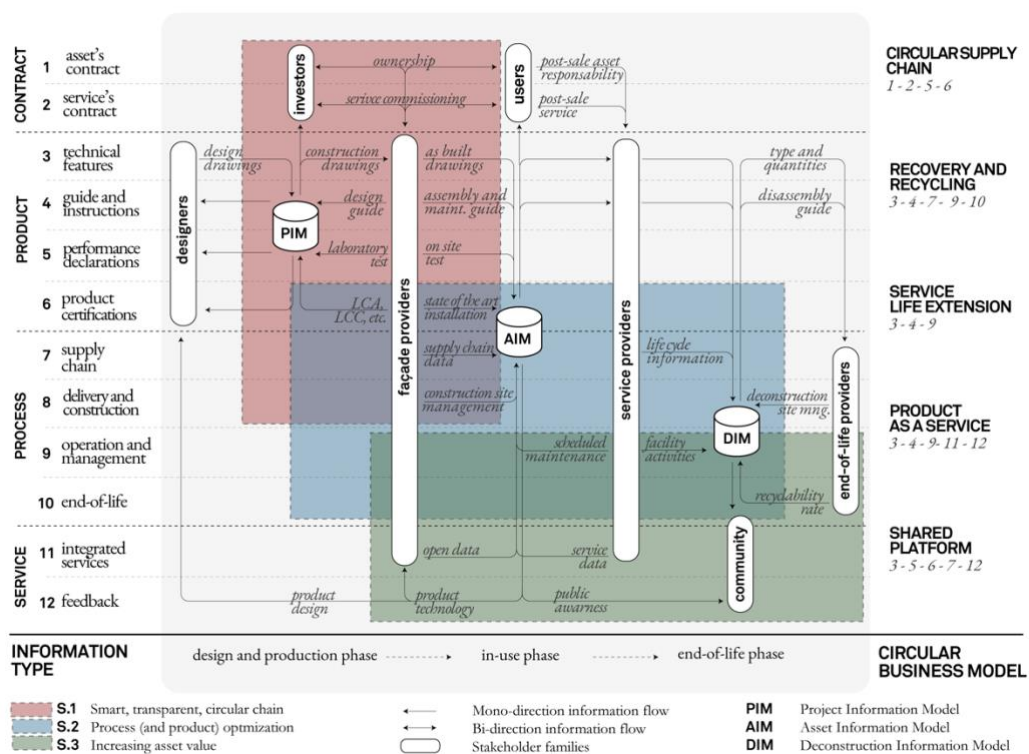 CONTRACT
1 asset's contract
2 service's contract
PRODUCT
3 technical features
4 guide and instructions
5 performance declarations
6 product certifications
PROCESS
7 supply chain
8 delivery and construction
9 operation and management
10 end-of-life
SERVICE
11 integrated services
12 feedback
investors
users
designers
façade providers
service providers
end-of-life providers
community
PIM
AIM
DIM
ownership
post-sale asset responsability
serivce commissioning
post-sale service
design drawings
construction drawings
as built drawings
type and quantities
design guide
assembly and maint. guide
disassembly guide
laboratory test
on site test
LCA, LCC, etc.
state of the art installation
supply chain data
life cycle information
construction site management
deconstruction site mng.
scheduled maintenance
facility activities
recyclability rate
open data
service data
product design
product technology
public awarness
CIRCULAR SUPPLY CHAIN
1 - 2 - 5 - 6
RECOVERY AND RECYCLING
3 - 4 - 7 - 9 - 10
SERVICE LIFE EXTENSION
3 - 4 - 9
PRODUCT AS A SERVICE
3 - 4 - 9 - 11 - 12
SHARED PLATFORM
3 - 5 - 6 - 7 - 12
INFORMATION TYPE
design and production phase
in-use phase
end-of-life phase
CIRCULAR BUSINESS MODEL
S.1 Smart, transparent, circular chain
S.2 Process (and product) optmization
S.3 Increasing asset value
Mono-direction information flow
Bi-direction information flow
Stakeholder families
PIM Project Information Model
AIM Asset Information Model
DIM Deconstruction Information Model